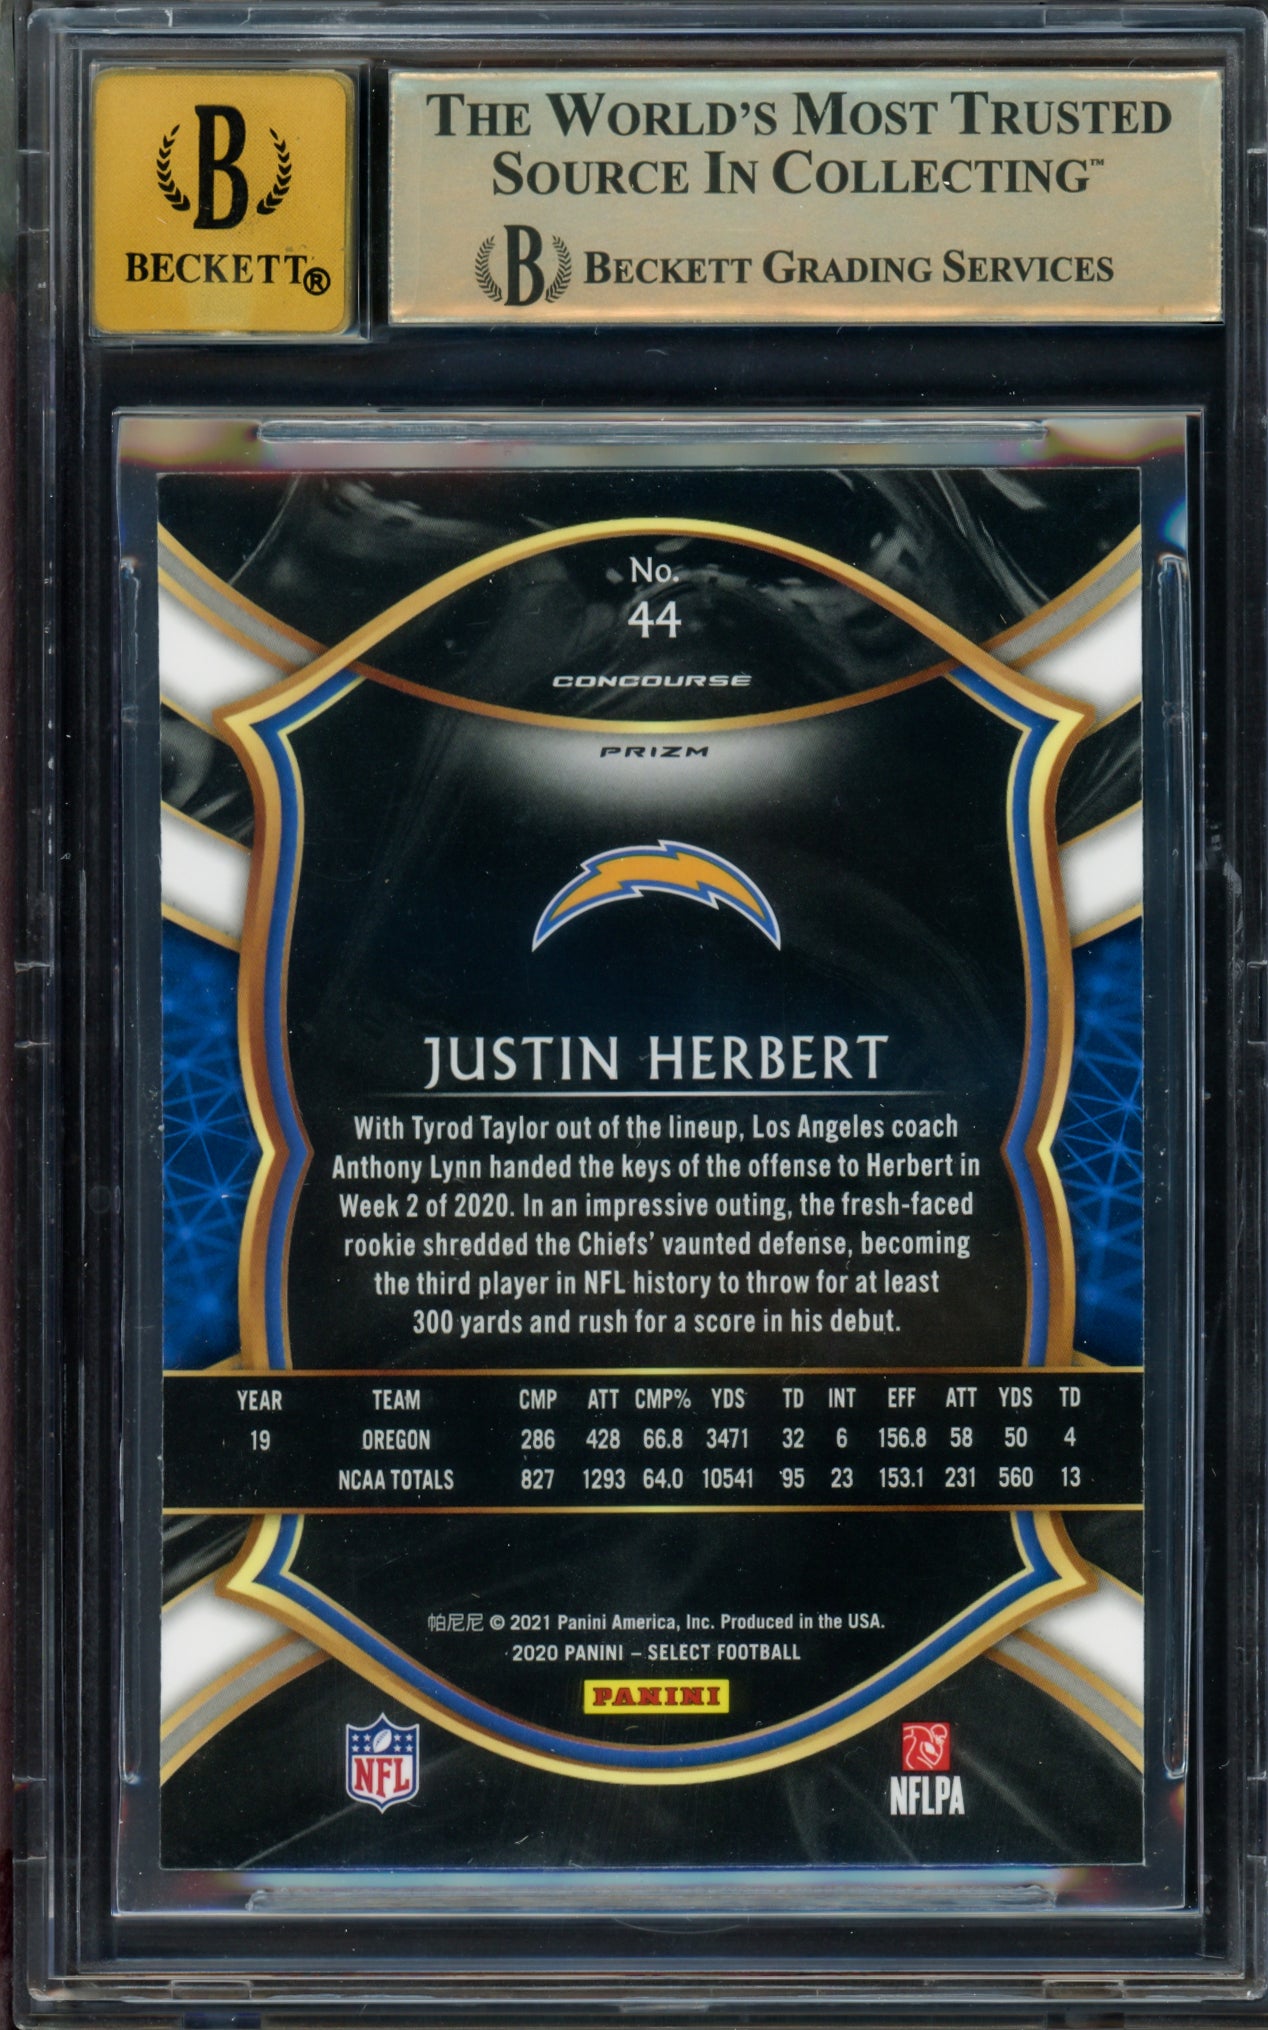 B
BECKETT®
THE WORLD'S MOST TRUSTED
SOURCE IN COLLECTING™
B BECKETT GRADING SERVICES
No.
44
CONCOURSE
PRIZM
JUSTIN HERBERT
With Tyrod Taylor out of the lineup, Los Angeles coach
Anthony Lynn handed the keys of the offense to Herbert in
Week 2 of 2020. In an impressive outing, the fresh-faced
rookie shredded the Chiefs' vaunted defense, becoming
the third player in NFL history to throw for at least
300 yards and rush for a score in his debut.
YEAR TEAM CMP ATT CMP% YDS TD INT EFF ATT YDS TD
19 OREGON 286 428 66.8 3471 32 6 156.8 58 50 4
NCAA TOTALS 827 1293 64.0 10541 95 23 153.1 231 560 13
帕尼尼 © 2021 Panini America, Inc. Produced in the USA.
2020 PANINI – SELECT FOOTBALL
PANINI
NFL
NFLPA